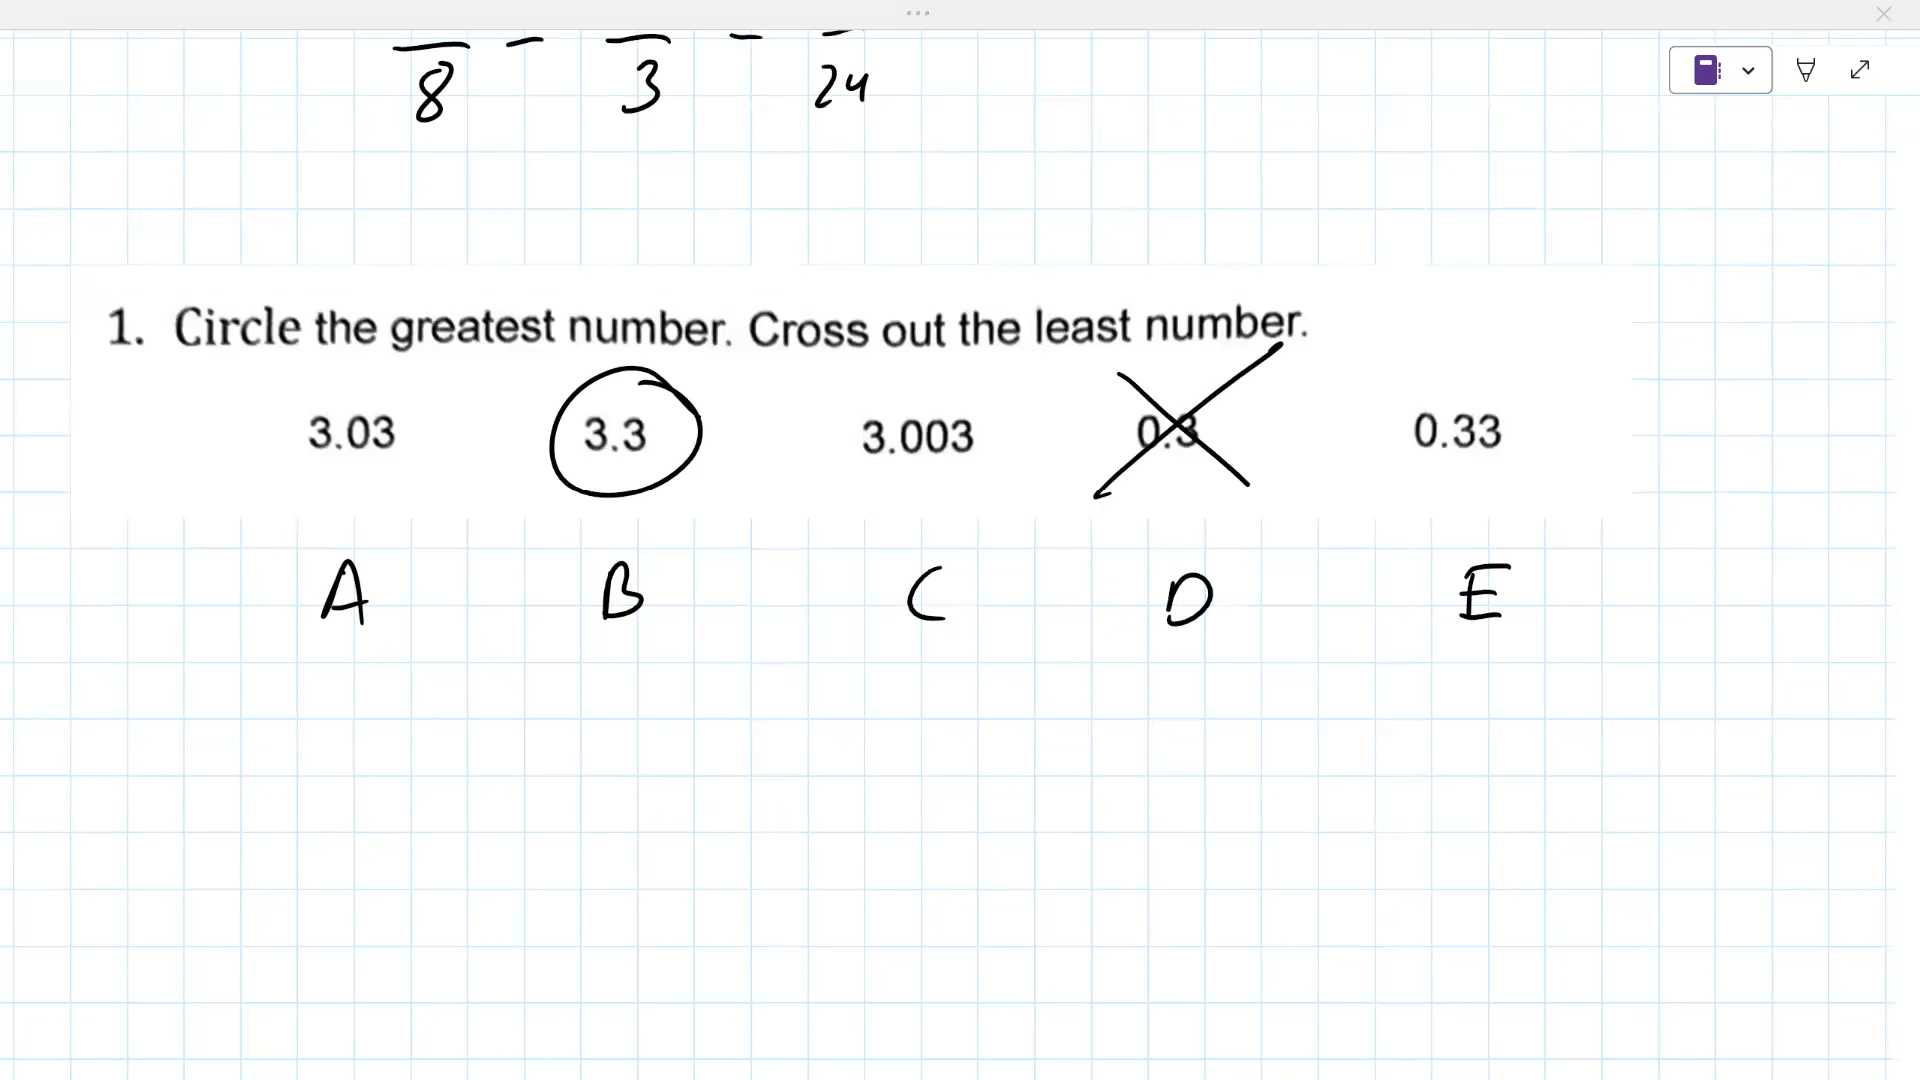 8 - 3 - 24
1. Circle the greatest number. Cross out the least number.
3.03 3.3 3.003 0.3 0.33
A B C D E